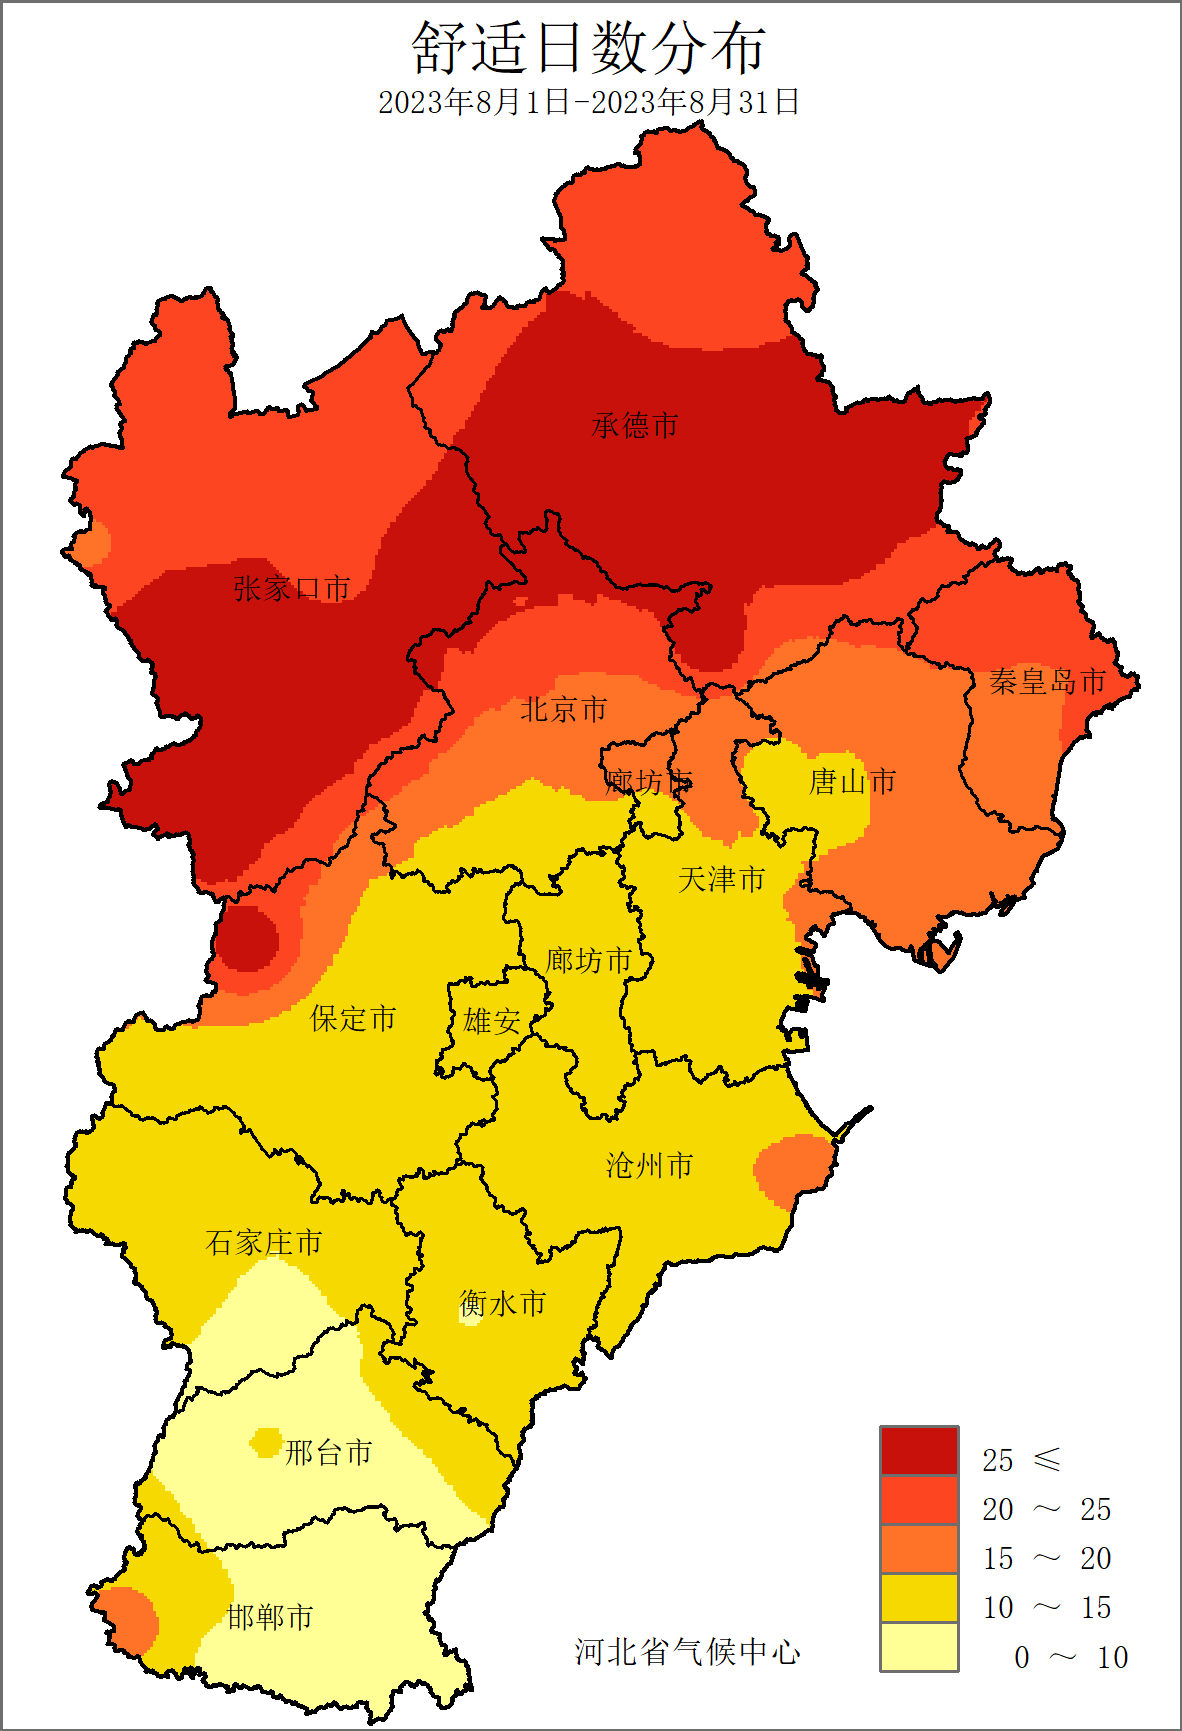 舒适日数分布
2023年8月1日-2023年8月31日
承德市
张家口市
秦皇岛市
北京市
廊坊市
唐山市
天津市
廊坊市
保定市
雄安
沧州市
石家庄市
衡水市
邢台市
邯郸市
25 ≤
20 ～ 25
15 ～ 20
10 ～ 15
0 ～ 10
河北省气候中心